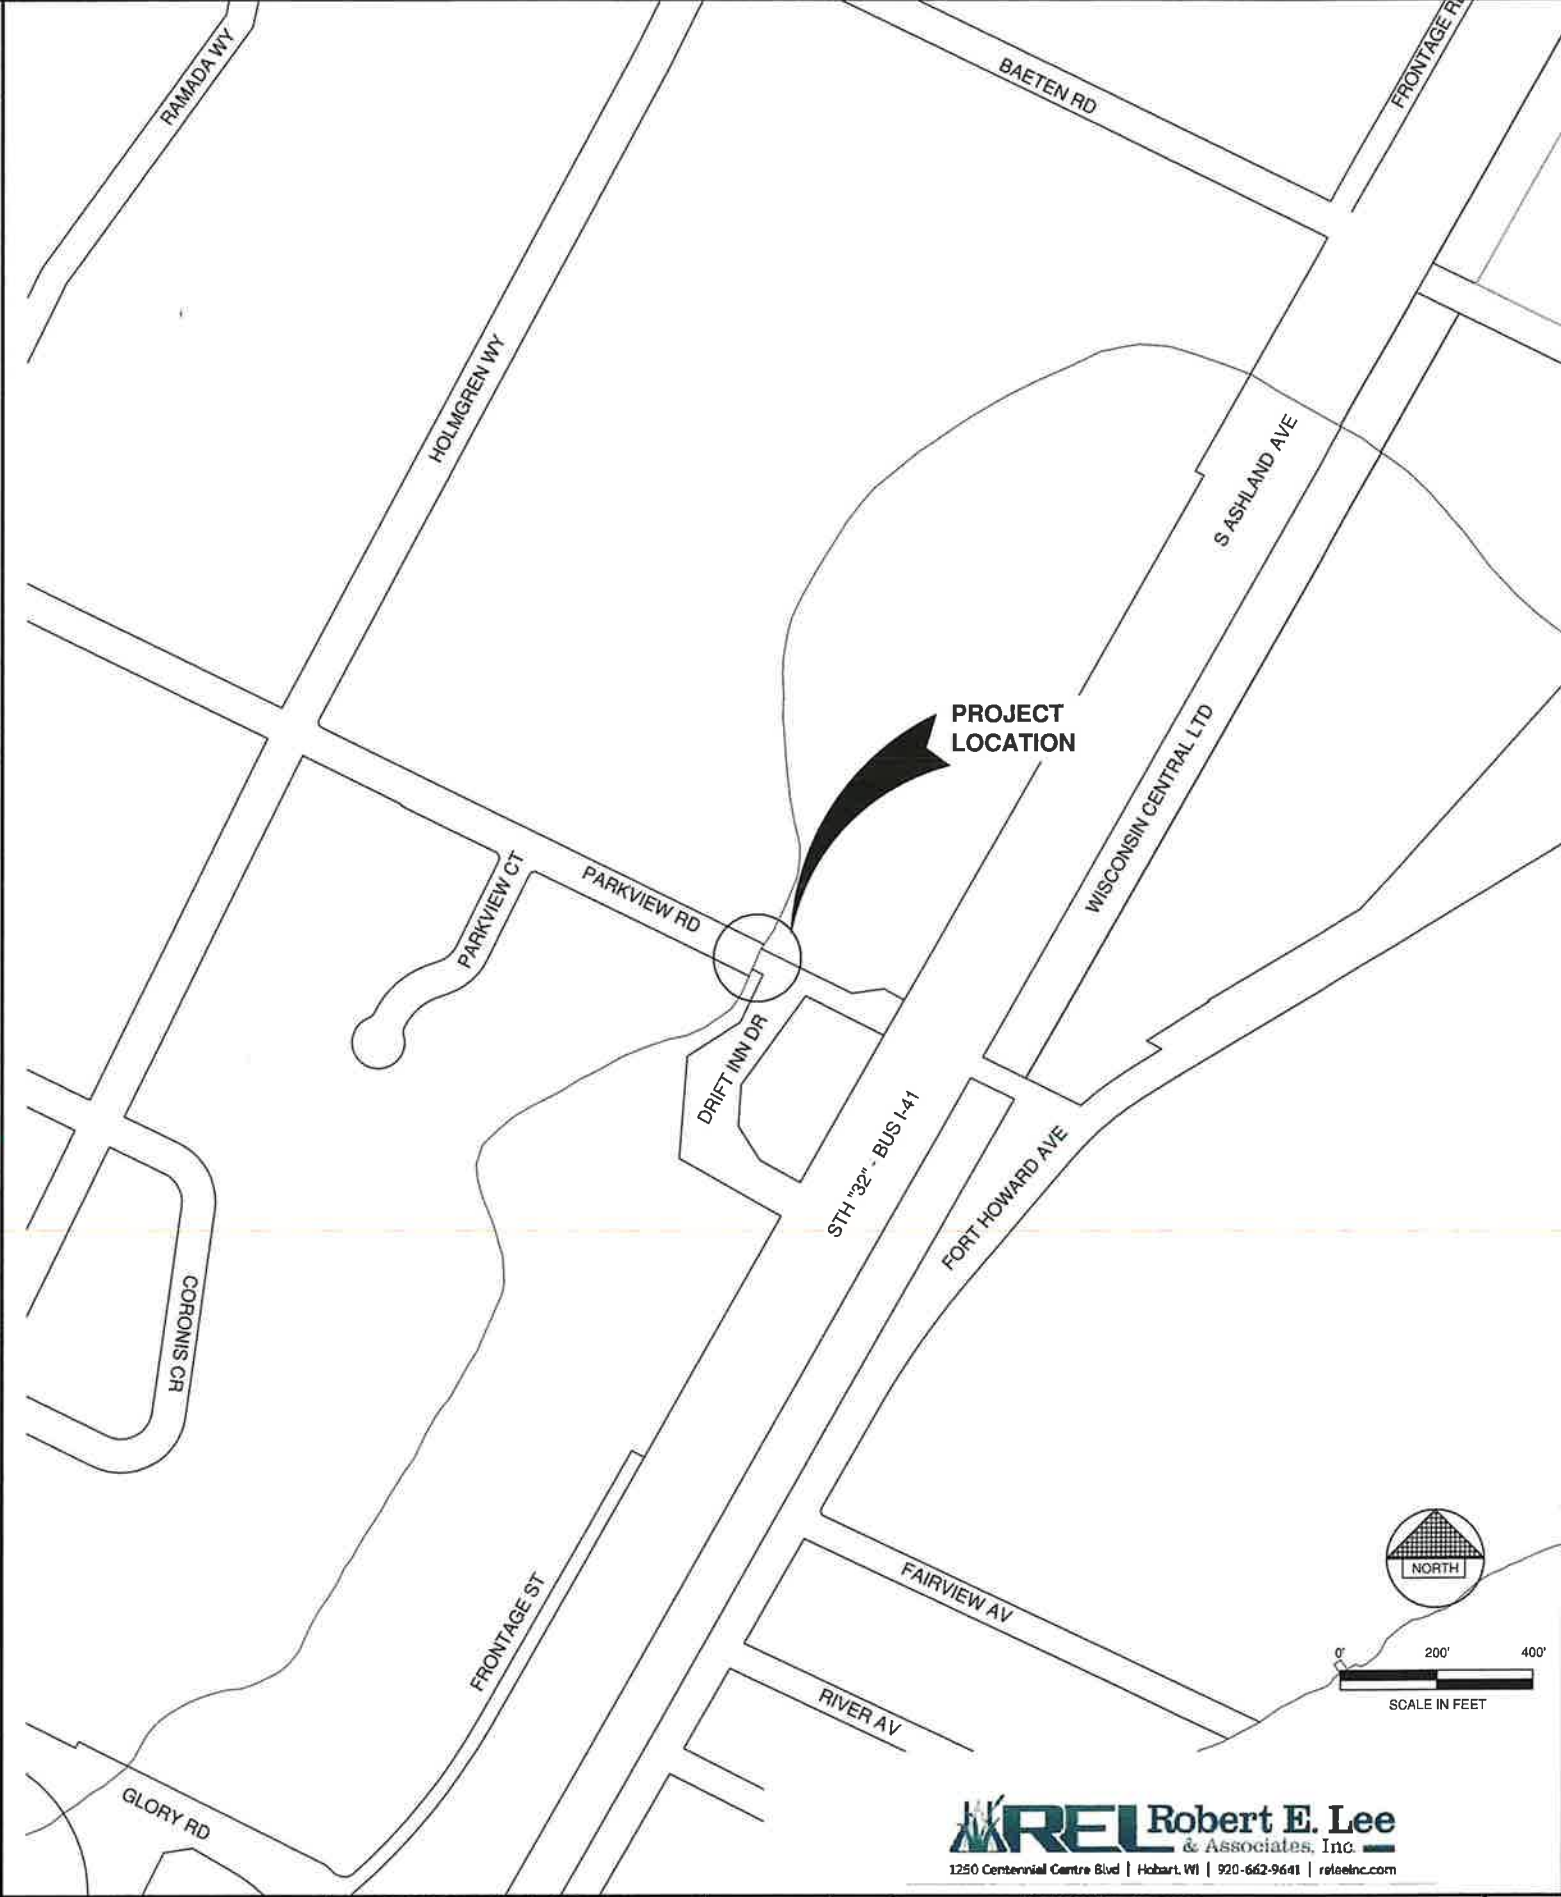 RAMADA WY
BAETEN RD
FRONTAGE
HOLMGREN WY
S ASHLAND AVE
PROJECT
LOCATION
WISCONSIN CENTRAL LTD
PARKVIEW CT
PARKVIEW RD
DRIFT INN DR
STH "32" - BUS I-41
FORT HOWARD AVE
CORONIS CR
FRONTAGE ST
FAIRVIEW AV
RIVER AV
GLORY RD
NORTH
0' 200' 400'
SCALE IN FEET
REL Robert E. Lee
& Associates, Inc.
1250 Centennial Centre Blvd | Hobart, WI | 920-662-9641 | releeinc.com